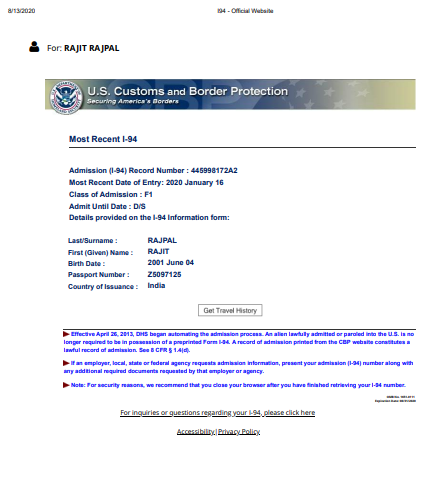 8/13/2020
I94 - Official Website
For: RAJIT RAJPAL
U.S. Customs and Border Protection
Securing America's Borders
Most Recent I-94
Admission (I-94) Record Number : 445998172A2
Most Recent Date of Entry: 2020 January 16
Class of Admission : F1
Admit Until Date : D/S
Details provided on the I-94 Information form:
Last/Surname : RAJPAL
First (Given) Name : RAJIT
Birth Date : 2001 June 04
Passport Number : Z5097125
Country of Issuance : India
Get Travel History
Effective April 26, 2013, DHS began automating the admission process. An alien lawfully admitted or paroled into the U.S. is no
longer required to be in possession of a preprinted Form I-94. A record of admission printed from the CBP website constitutes a
lawful record of admission. See 8 CFR § 1.4(d).
If an employer, local, state or federal agency requests admission information, present your admission (I-94) number along with
any additional required documents requested by that employer or agency.
Note: For security reasons, we recommend that you close your browser after you have finished retrieving your I-94 number.
For inquiries or questions regarding your I-94, please click here
Accessibility|Privacy Policy